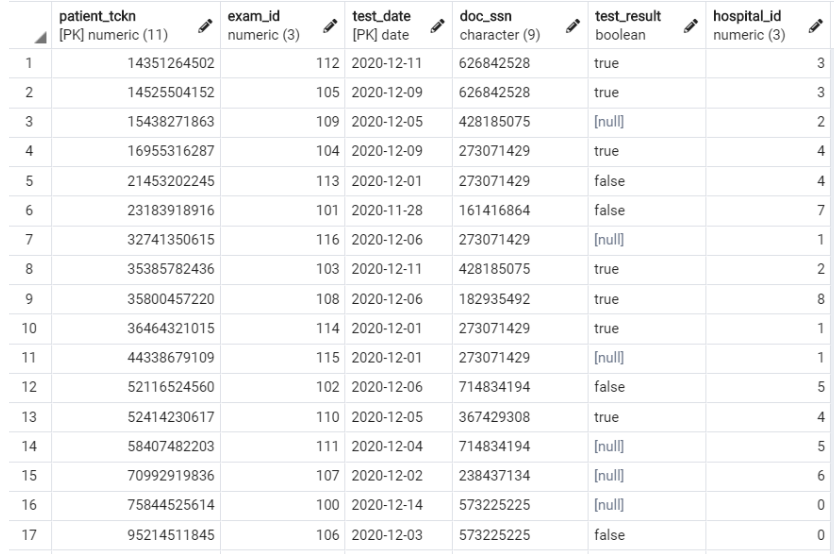 patient_tckn exam_id test_date doc_ssn test_result hospital_id
[PK] numeric (11) numeric (3) [PK] date character (9) boolean numeric (3)
1 14351264502 112 2020-12-11 626842528 true 3
2 14525504152 105 2020-12-09 626842528 true 3
3 15438271863 109 2020-12-05 428185075 [null] 2
4 16955316287 104 2020-12-09 273071429 true 4
5 21453202245 113 2020-12-01 273071429 false 4
6 23183918916 101 2020-11-28 161416864 false 7
7 32741350615 116 2020-12-06 273071429 [null] 1
8 35385782436 103 2020-12-11 428185075 true 2
9 35800457220 108 2020-12-06 182935492 true 8
10 36464321015 114 2020-12-01 273071429 true 1
11 44338679109 115 2020-12-01 273071429 [null] 1
12 52116524560 102 2020-12-06 714834194 false 5
13 52414230617 110 2020-12-05 367429308 true 4
14 58407482203 111 2020-12-04 714834194 [null] 5
15 70992919836 107 2020-12-02 238437134 [null] 6
16 75844525614 100 2020-12-14 573225225 [null] 0
17 95214511845 106 2020-12-03 573225225 false 0